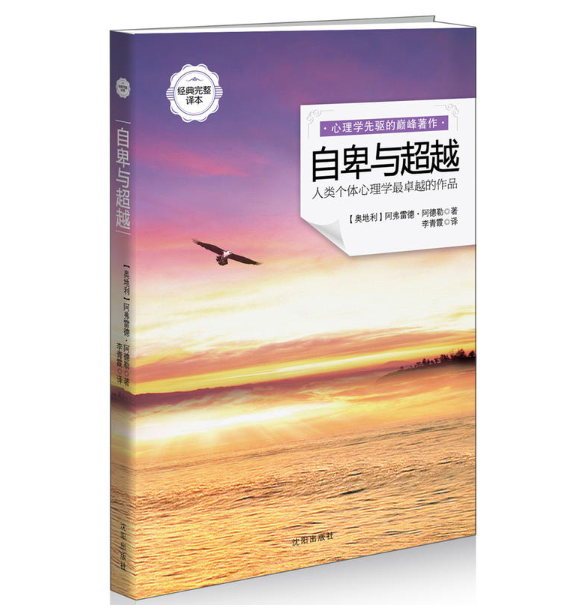 经典完整
译本
·心理学先驱的巅峰著作·
自卑与超越
人类个体心理学最卓越的作品
【奥地利】阿弗雷德·阿德勒◎著
李青霞◎译
沈阳出版社
自卑与超越
【奥地利】阿弗雷德·阿德勒◎著
李青霞◎译
沈阳出版社